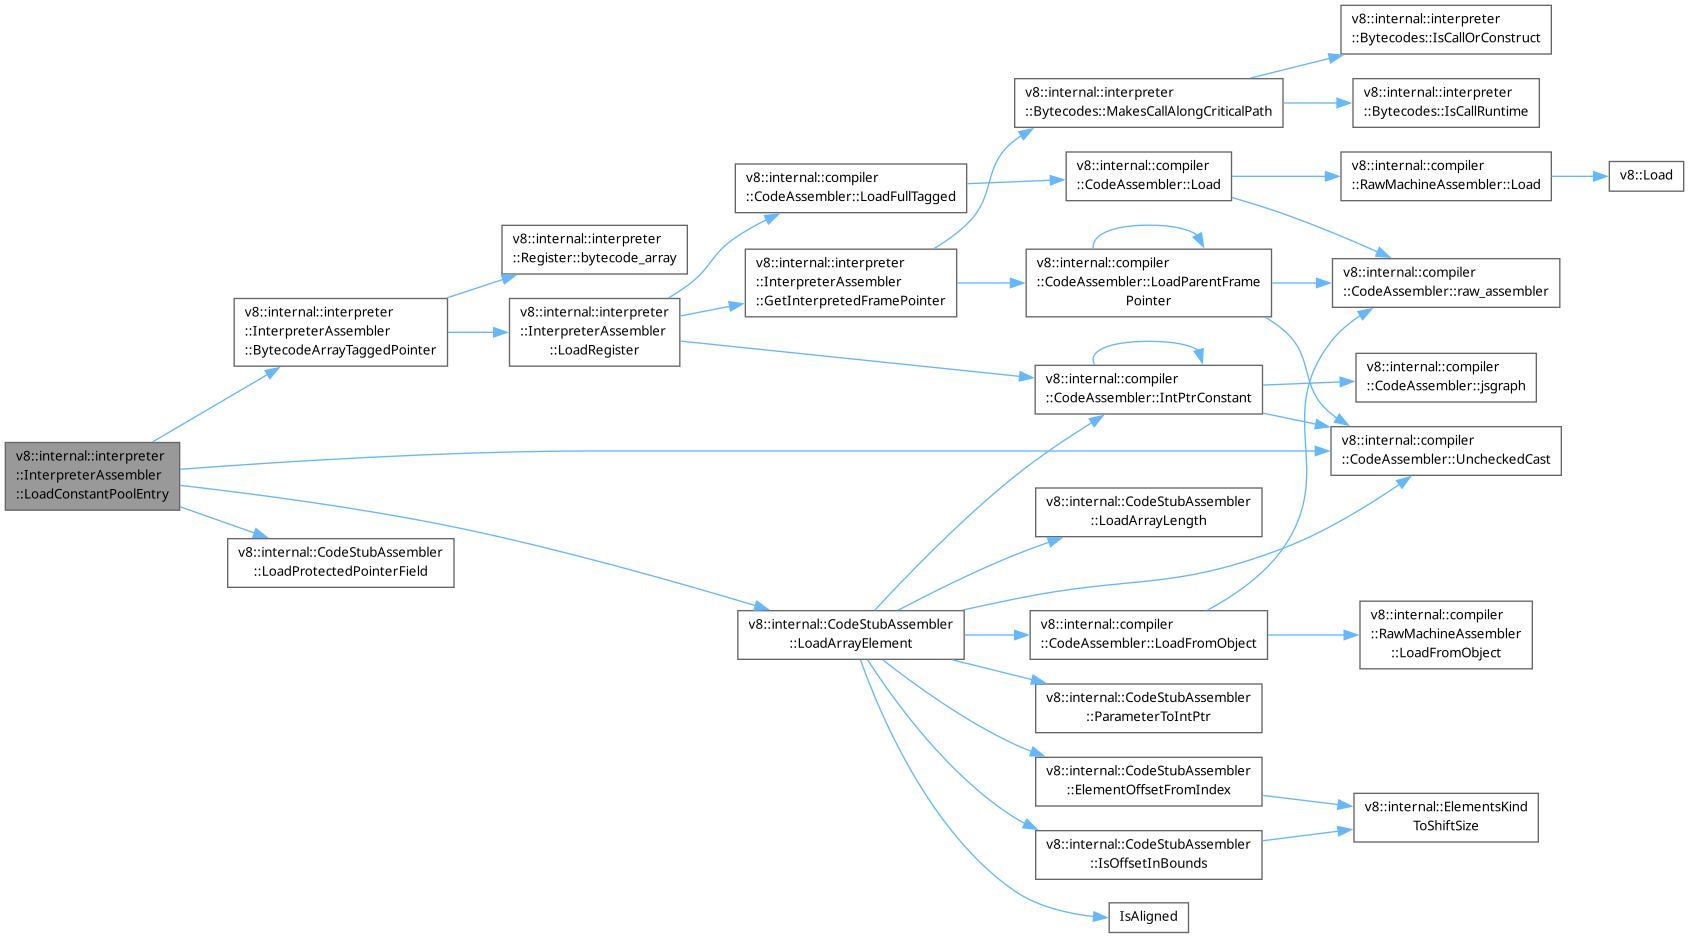 v8::internal::interpreter
::InterpreterAssembler
::LoadConstantPoolEntry
v8::internal::interpreter
::InterpreterAssembler
::BytecodeArrayTaggedPointer
v8::internal::CodeStubAssembler
::LoadProtectedPointerField
v8::internal::interpreter
::Register::bytecode_array
v8::internal::interpreter
::InterpreterAssembler
::LoadRegister
v8::internal::compiler
::CodeAssembler::LoadFullTagged
v8::internal::interpreter
::InterpreterAssembler
::GetInterpretedFramePointer
v8::internal::CodeStubAssembler
::LoadArrayElement
v8::internal::interpreter
::Bytecodes::MakesCallAlongCriticalPath
v8::internal::compiler
::CodeAssembler::Load
v8::internal::compiler
::CodeAssembler::LoadParentFrame
Pointer
v8::internal::compiler
::CodeAssembler::IntPtrConstant
v8::internal::CodeStubAssembler
::LoadArrayLength
v8::internal::compiler
::CodeAssembler::LoadFromObject
v8::internal::CodeStubAssembler
::ParameterToIntPtr
v8::internal::CodeStubAssembler
::ElementOffsetFromIndex
v8::internal::CodeStubAssembler
::IsOffsetInBounds
IsAligned
v8::internal::interpreter
::Bytecodes::IsCallOrConstruct
v8::internal::interpreter
::Bytecodes::IsCallRuntime
v8::internal::compiler
::RawMachineAssembler::Load
v8::internal::compiler
::CodeAssembler::raw_assembler
v8::internal::compiler
::CodeAssembler::jsgraph
v8::internal::compiler
::CodeAssembler::UncheckedCast
v8::internal::compiler
::RawMachineAssembler
::LoadFromObject
v8::internal::ElementsKind
ToShiftSize
v8::Load